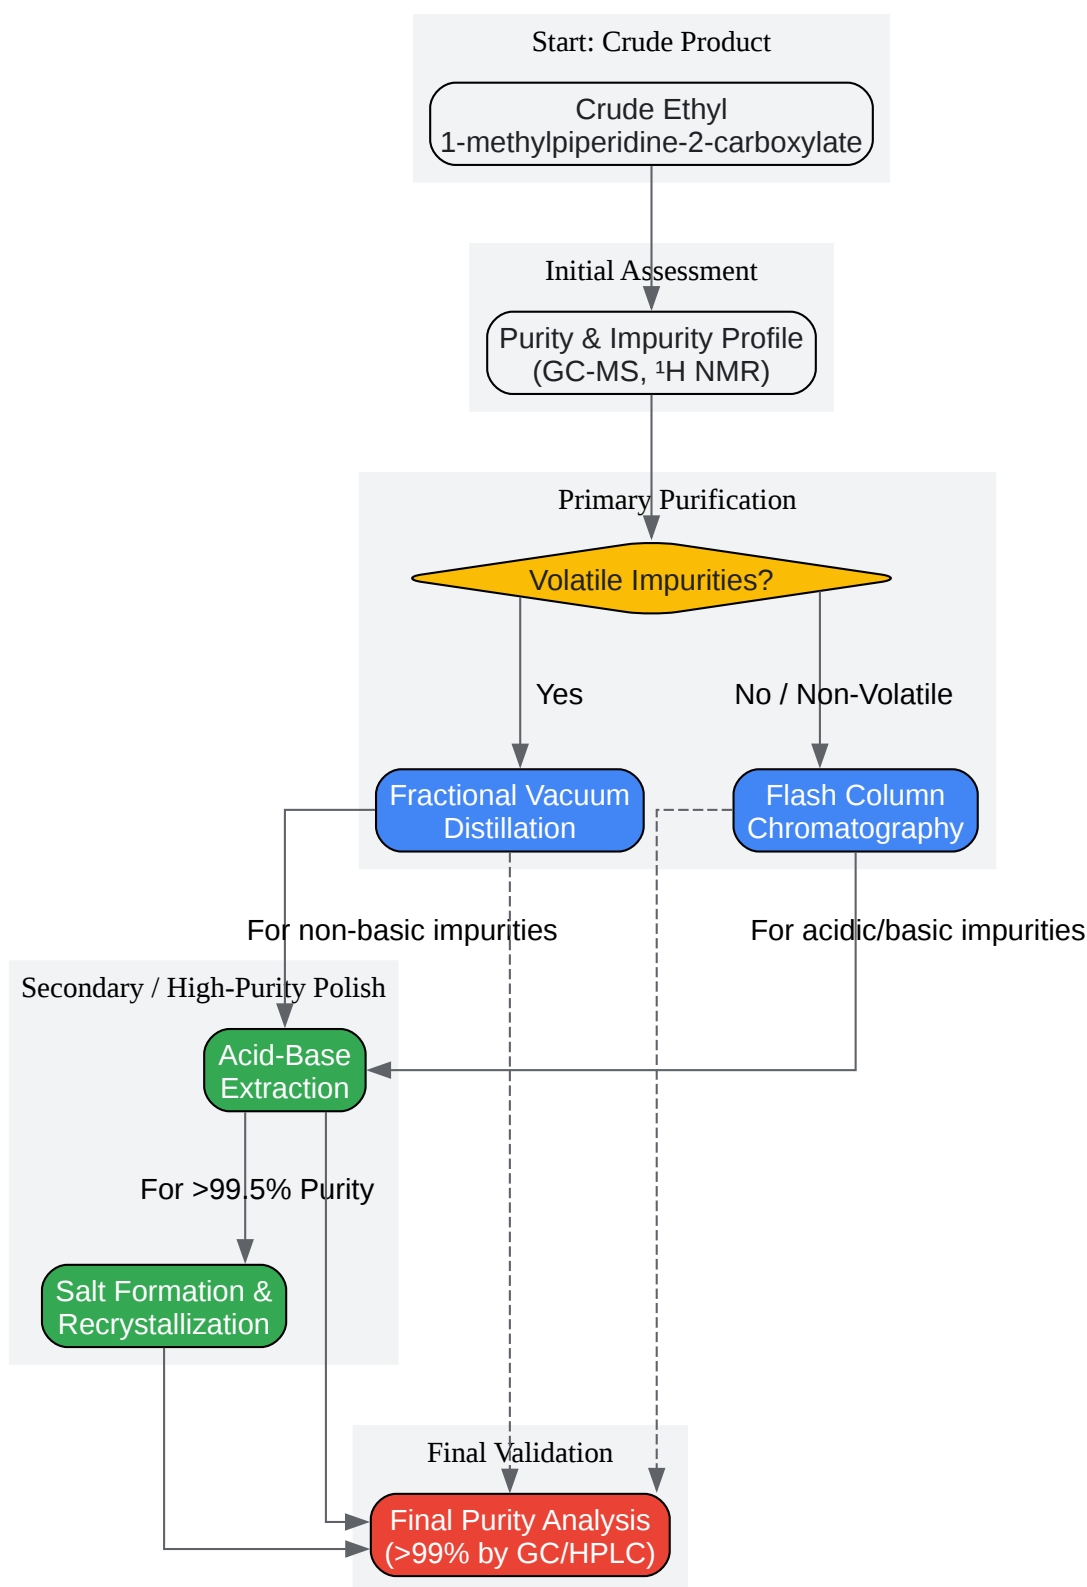 Start: Crude Product
Crude Ethyl
1-methylpiperidine-2-carboxylate
Initial Assessment
Purity & Impurity Profile
(GC-MS, ¹H NMR)
Primary Purification
Volatile Impurities?
Yes
No / Non-Volatile
Fractional Vacuum
Distillation
Flash Column
Chromatography
For non-basic impurities
For acidic/basic impurities
Secondary / High-Purity Polish
Acid-Base
Extraction
For >99.5% Purity
Salt Formation &
Recrystallization
Final Validation
Final Purity Analysis
(>99% by GC/HPLC)